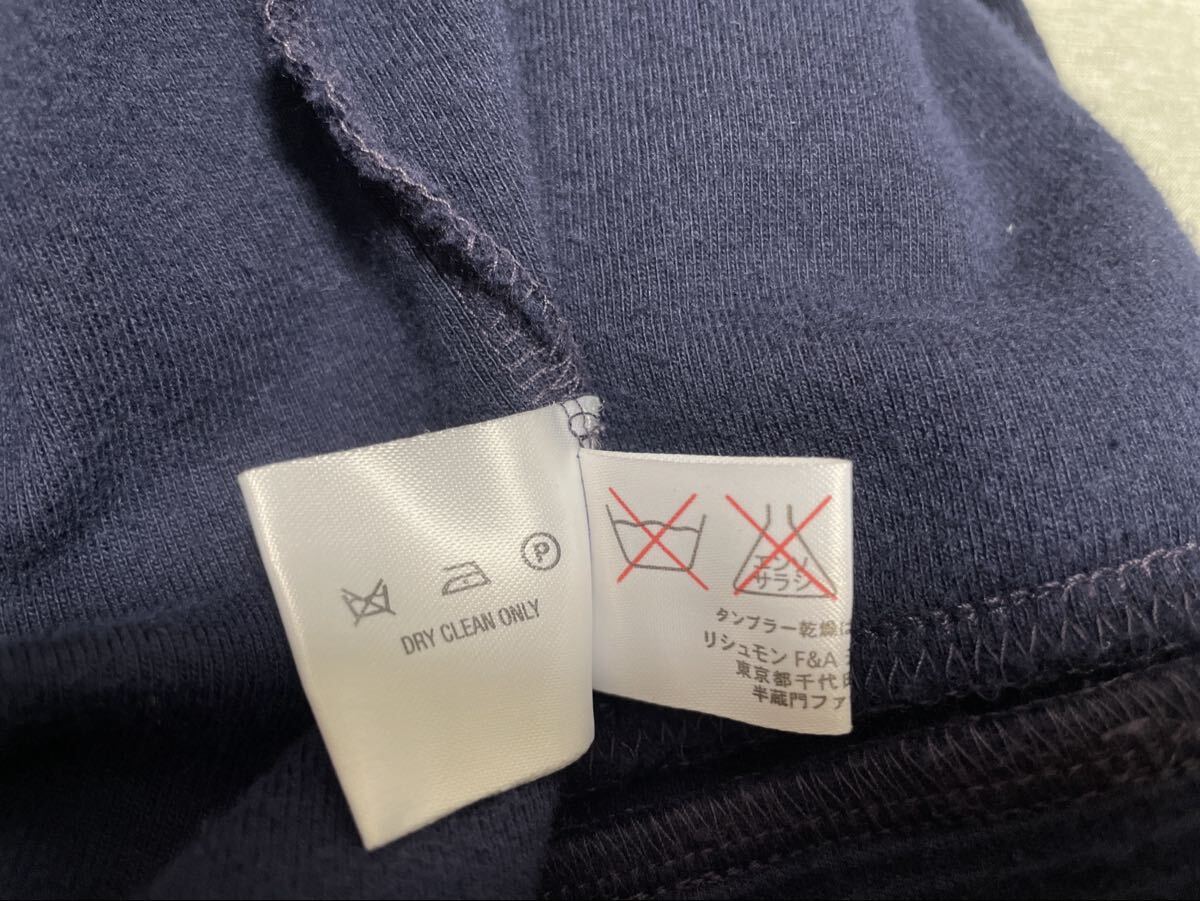 P
DRY CLEAN ONLY
エンソ
サラシ
タンブラー乾燥は
リシュモン F&A
東京都千代田
半蔵門ファ